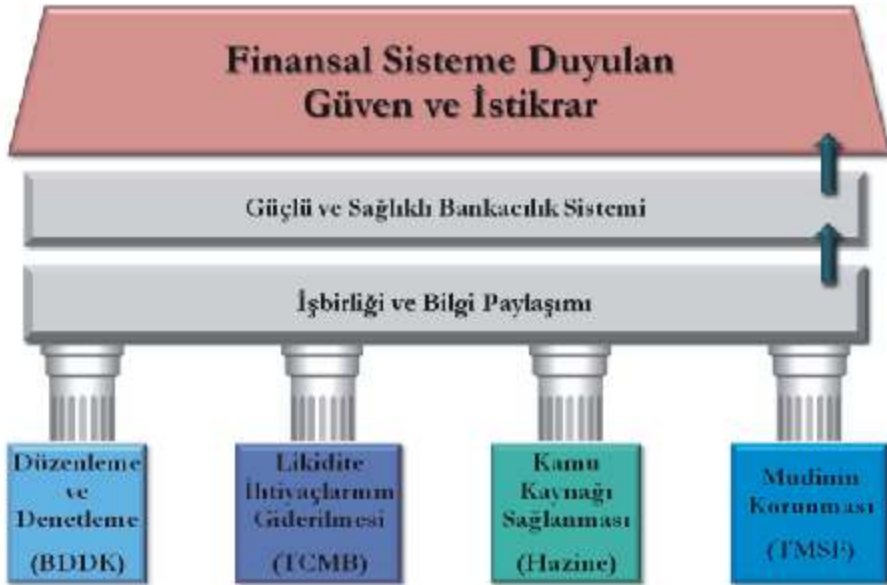 Finansal Sisteme Duyulan
Güven ve İstikrar
Güçlü ve Sağlıklı Bankacılık Sistemi
İşbirliği ve Bilgi Paylaşımı
Düzenleme
ve
Denetleme
(BDDK)
Likidite
İhtiyaçlarının
Giderilmesi
(TCMB)
Kamu
Kaynağı
Sağlanması
(Hazine)
Mudinin
Korunması
(TMSF)